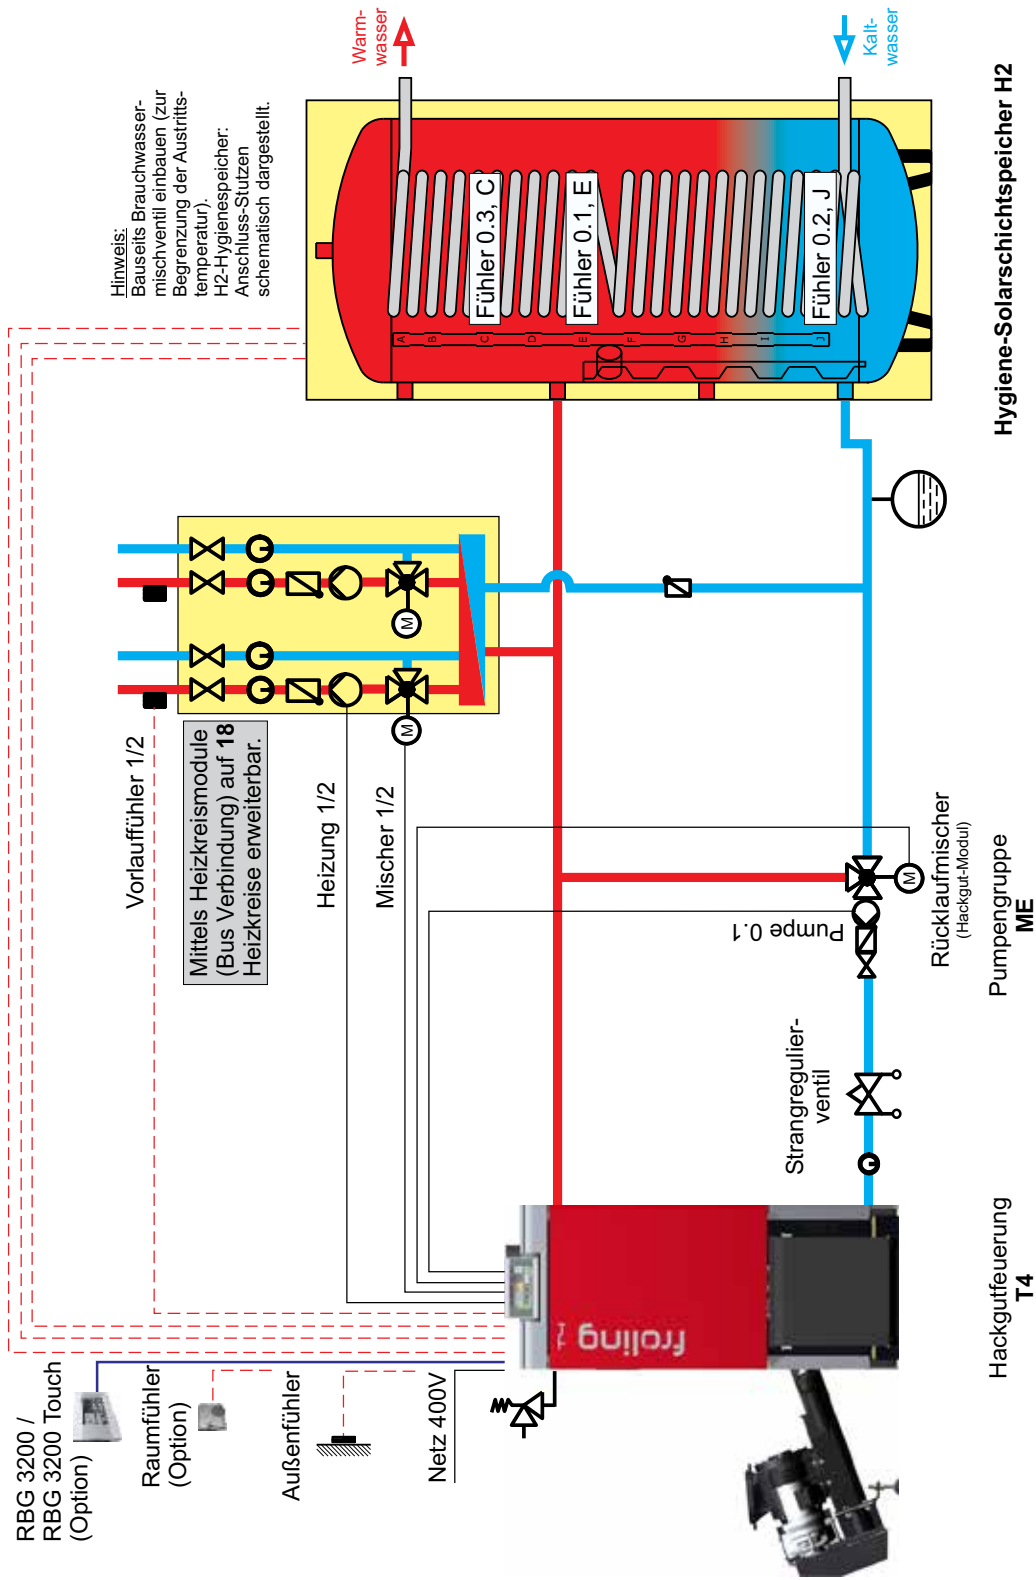 RBG 3200 /
RBG 3200 Touch
(Option)
Raumfühler
(Option)
Außenfühler
Netz 400V
Vorlauffühler 1/2
Mittels Heizkreismodule
(Bus Verbindung) auf 18
Heizkreise erweiterbar.
Heizung 1/2
Mischer 1/2
M
M
Hinweis:
Bauseits Brauchwasser-
mischventil einbauen (zur
Begrenzung der Austritts-
temperatur).
H2-Hygienespeicher:
Anschluss-Stutzen
schematisch dargestellt.
Warm-
wasser
Fühler 0.3, C
Fühler 0.1, E
Fühler 0.2, J
A
B
C
D
E
F
G
H
I
J
Kalt-
wasser
froling
T4
Strangregulier-
ventil
Pumpe 0.1
M
Rücklaufmischer
(Hackgut-Modul)
Hackgutfeuerung
T4
Pumpengruppe
ME
Hygiene-Solarschichtspeicher H2